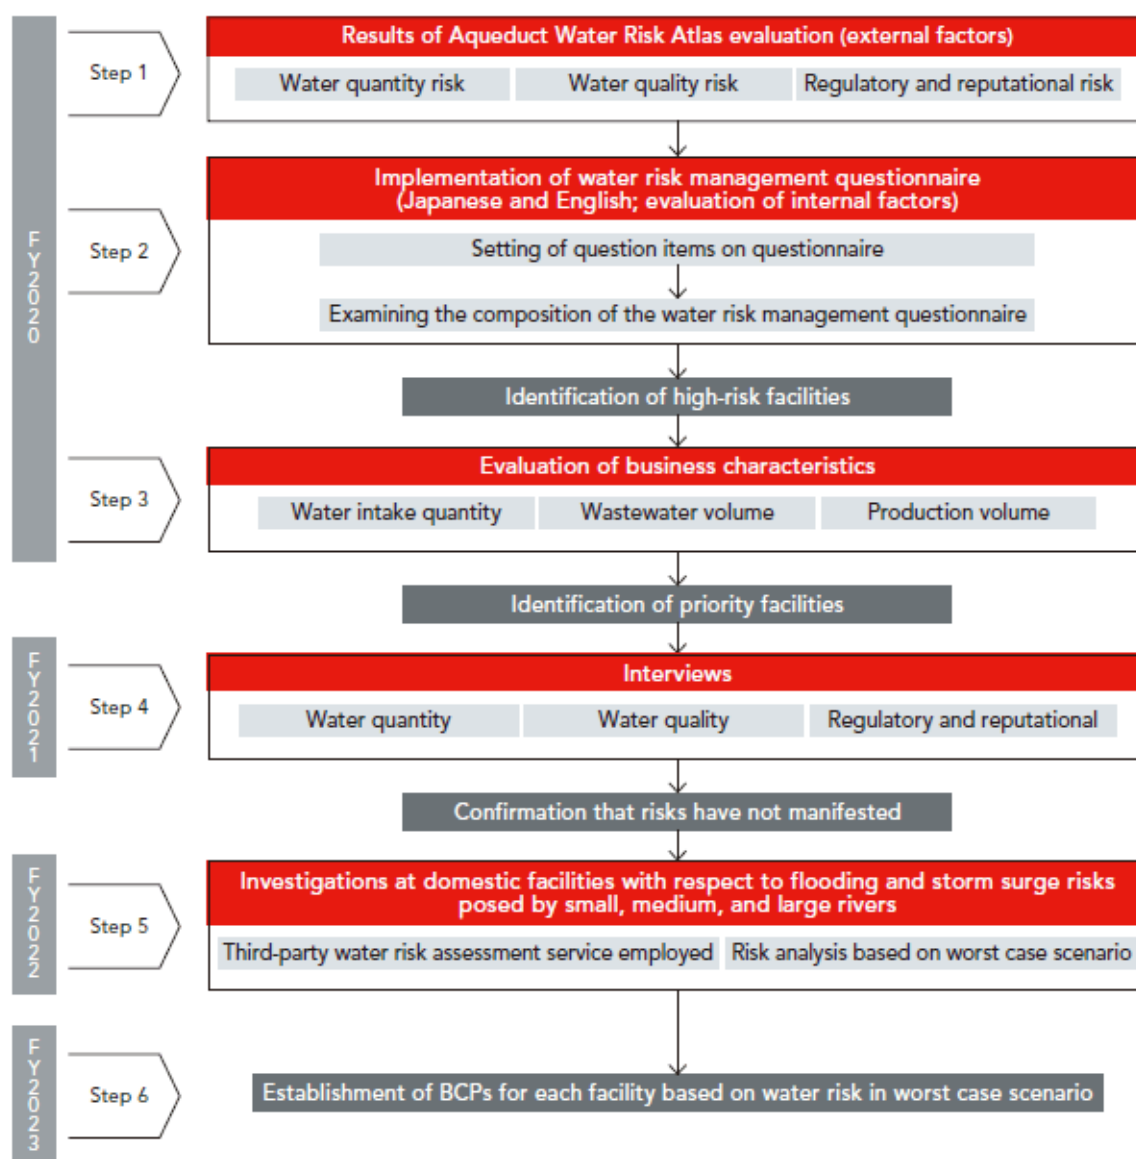 FY2020
Step 1
Results of Aqueduct Water Risk Atlas evaluation (external factors)
Water quantity risk
Water quality risk
Regulatory and reputational risk
Step 2
Implementation of water risk management questionnaire
(Japanese and English; evaluation of internal factors)
Setting of question items on questionnaire
Examining the composition of the water risk management questionnaire
Identification of high-risk facilities
Step 3
Evaluation of business characteristics
Water intake quantity
Wastewater volume
Production volume
Identification of priority facilities
FY2021
Step 4
Interviews
Water quantity
Water quality
Regulatory and reputational
Confirmation that risks have not manifested
FY2022
Step 5
Investigations at domestic facilities with respect to flooding and storm surge risks
posed by small, medium, and large rivers
Third-party water risk assessment service employed
Risk analysis based on worst case scenario
FY2023
Step 6
Establishment of BCPs for each facility based on water risk in worst case scenario